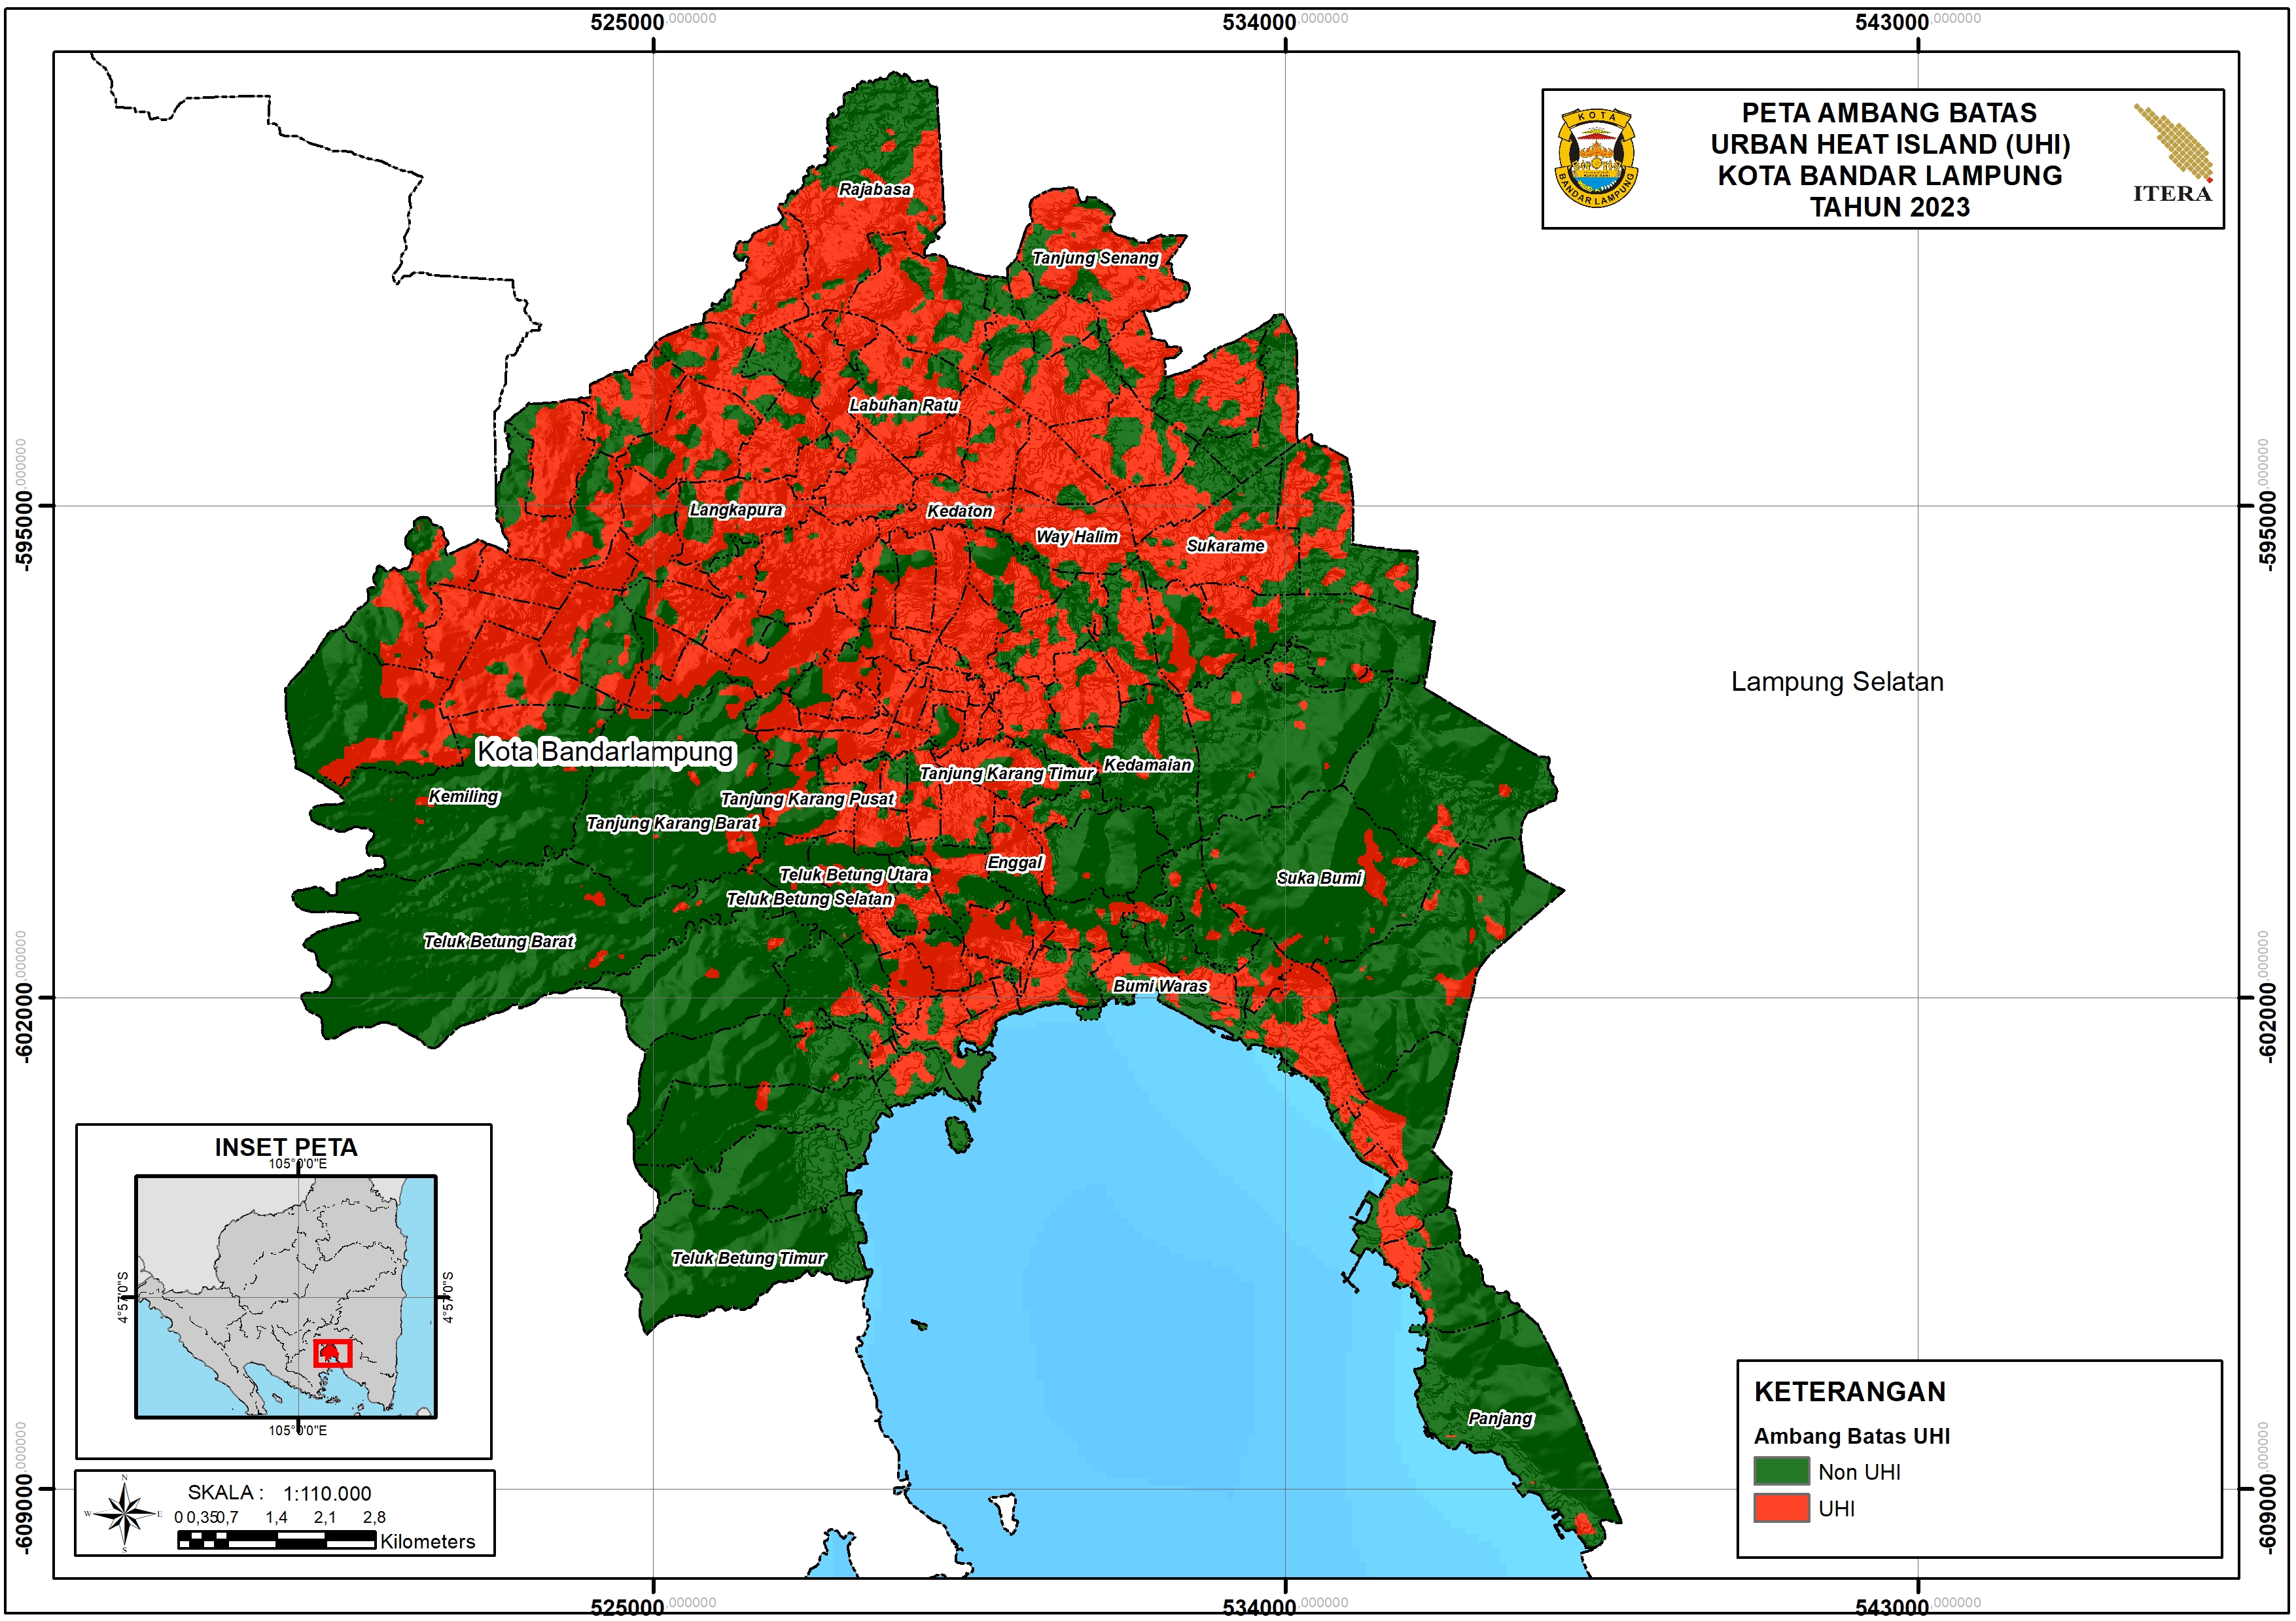 525000,000000
534000,000000
543000,000000
PETA AMBANG BATAS
URBAN HEAT ISLAND (UHI)
KOTA BANDAR LAMPUNG
TAHUN 2023
KOTA
BANDAR LAMPUNG
ITERA
Rajabasa
Tanjung Senang
Labuhan Ratu
-595000,000000
-595000,000000
Langkapura
Kedaton
Way Halim
Sukarame
Lampung Selatan
Kota Bandarlampung
Tanjung Karang Timur
Kedamaian
Kemiling
Tanjung Karang Pusat
Tanjung Karang Barat
Enggal
Teluk Betung Utara
Suka Bumi
Teluk Betung Selatan
Teluk Betung Barat
Bumi Waras
-602000,000000
-602000,000000
Teluk Betung Timur
Panjang
INSET PETA
105°0'0"E
4°57'0"S
4°57'0"S
105°0'0"E
N
W
E
S
SKALA : 1:110.000
0 0,35 0,7 1,4 2,1 2,8
Kilometers
KETERANGAN
Ambang Batas UHI
Non UHI
UHI
-609000,000000
-609000,000000
525000,000000
534000,000000
543000,000000